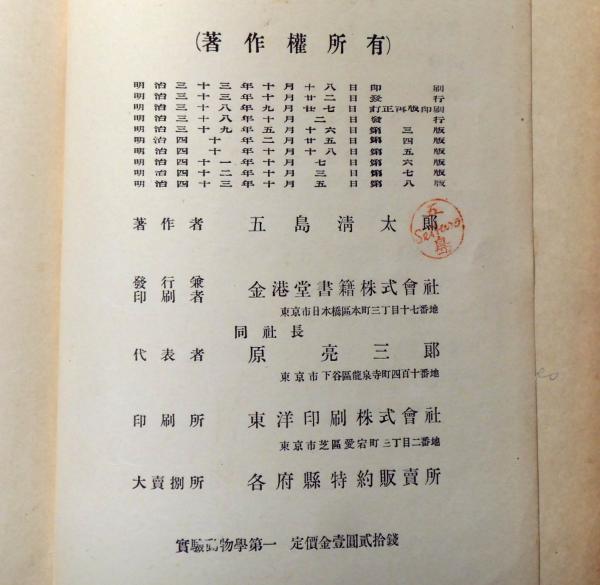 (著作權所有)
明治三十三年十月十八日印刷
明治三十三年十月廿二日發行
明治三十八年九月廿七日訂正再版印刷
明治三十八年十月二日發行
明治三十九年五月十六日第三版
明治四十年二月廿五日第四版
明治四十年十月十八日第五版
明治四十一年十月七日第六版
明治四十二年十月三日第七版
明治四十三年十月五日第八版
著作者 五島淸太郎
五島
Seitaro
發行兼印刷者 金港堂書籍株式會社
東京市日本橋區本町三丁目十七番地
同社長
代表者 原亮三郎
東京市下谷區龍泉寺町四百十番地
印刷所 東洋印刷株式會社
東京市芝區愛宕町三丁目二番地
大賣捌所 各府縣特約販賣所
實驗動物學第一 定價金壹圓貳拾錢